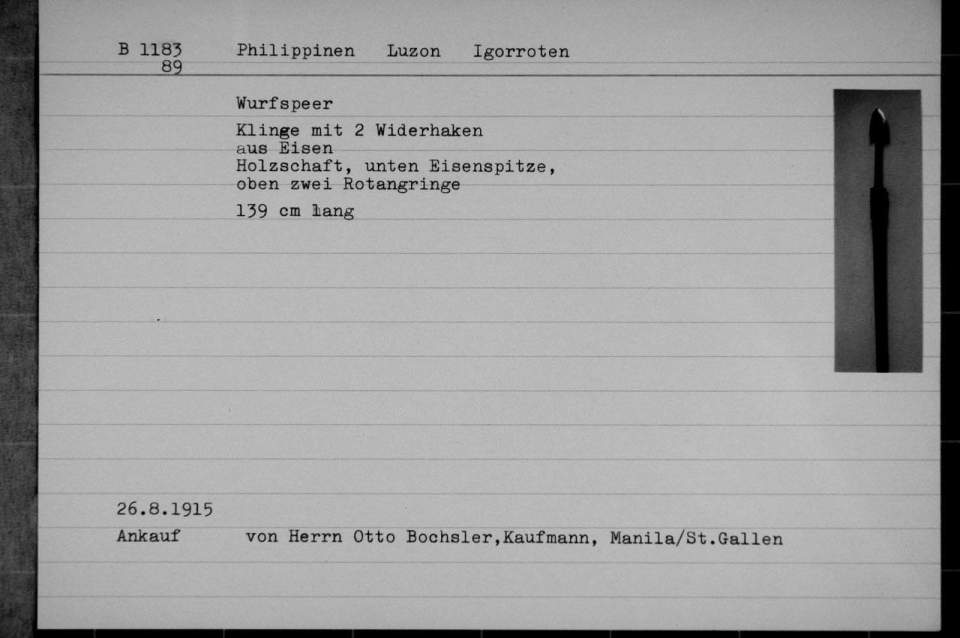 B 1183 Philippinen Luzon Igorroten
89
Wurfspeer
Klinge mit 2 Widerhaken
aus Eisen
Holzschaft, unten Eisenspitze,
oben zwei Rotangringe
139 cm lang
26.8.1915
Ankauf von Herrn Otto Bochsler,Kaufmann, Manila/St.Gallen